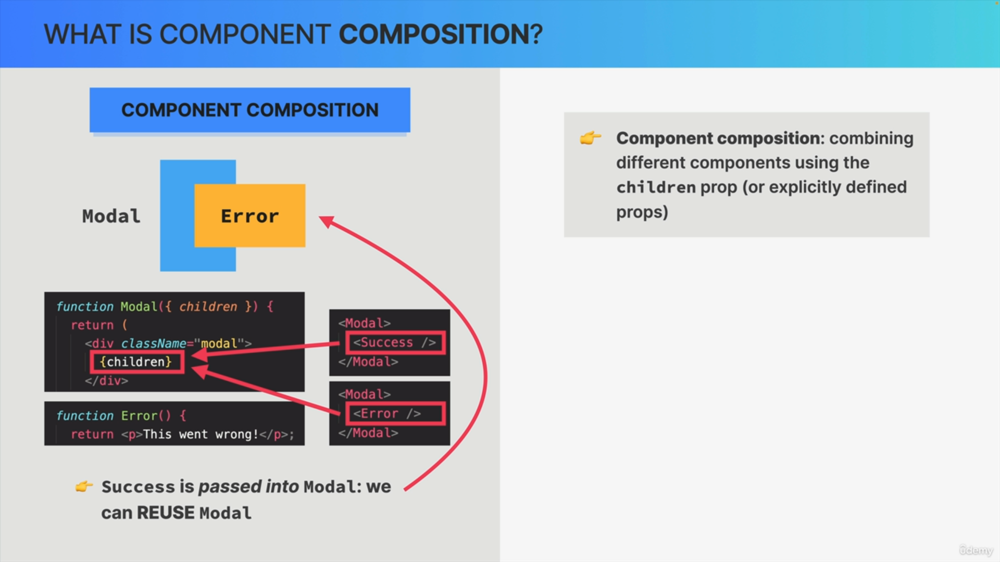 WHAT IS COMPONENT COMPOSITION?
COMPONENT COMPOSITION
Modal
Error
function Modal({ children }) {
return (
<div className="modal">
{children}
</div>
function Error() {
return <p>This went wrong!</p>;
<Modal>
<Success />
</Modal>
<Modal>
<Error />
</Modal>
👉 Success is passed into Modal: we
can REUSE Modal
👉 Component composition: combining
different components using the
children prop (or explicitly defined
props)
ûdemy